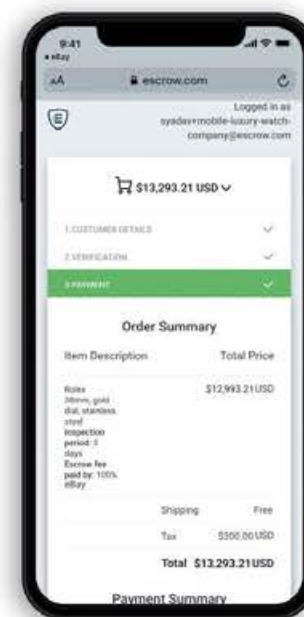 9:41
◂ eBay
AA escrow.com
Logged in as
syadav+mobile-luxury-watch-
company@escrow.com
$13,293.21 USD
1.CUSTOMER DETAILS
2.VERIFICATION
3.PAYMENT
Order Summary
Item Description Total Price
Rolex $12,993.21USD
36mm, gold
dial, stainless
steel
Inspection
period: 3
days
Escrow fee
paid by: 100%
eBay
Shipping Free
Tax $300.00 USD
Total $13,293.21USD
Payment Summary